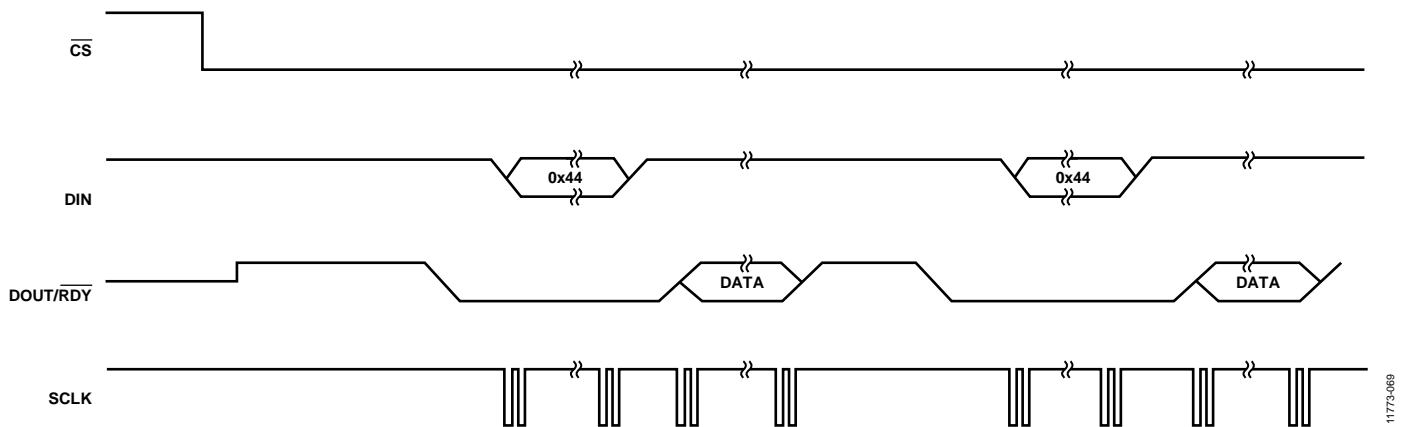 CS
DIN
0x44
0x44
DOUT/RDY
DATA
DATA
SCLK
11773-069